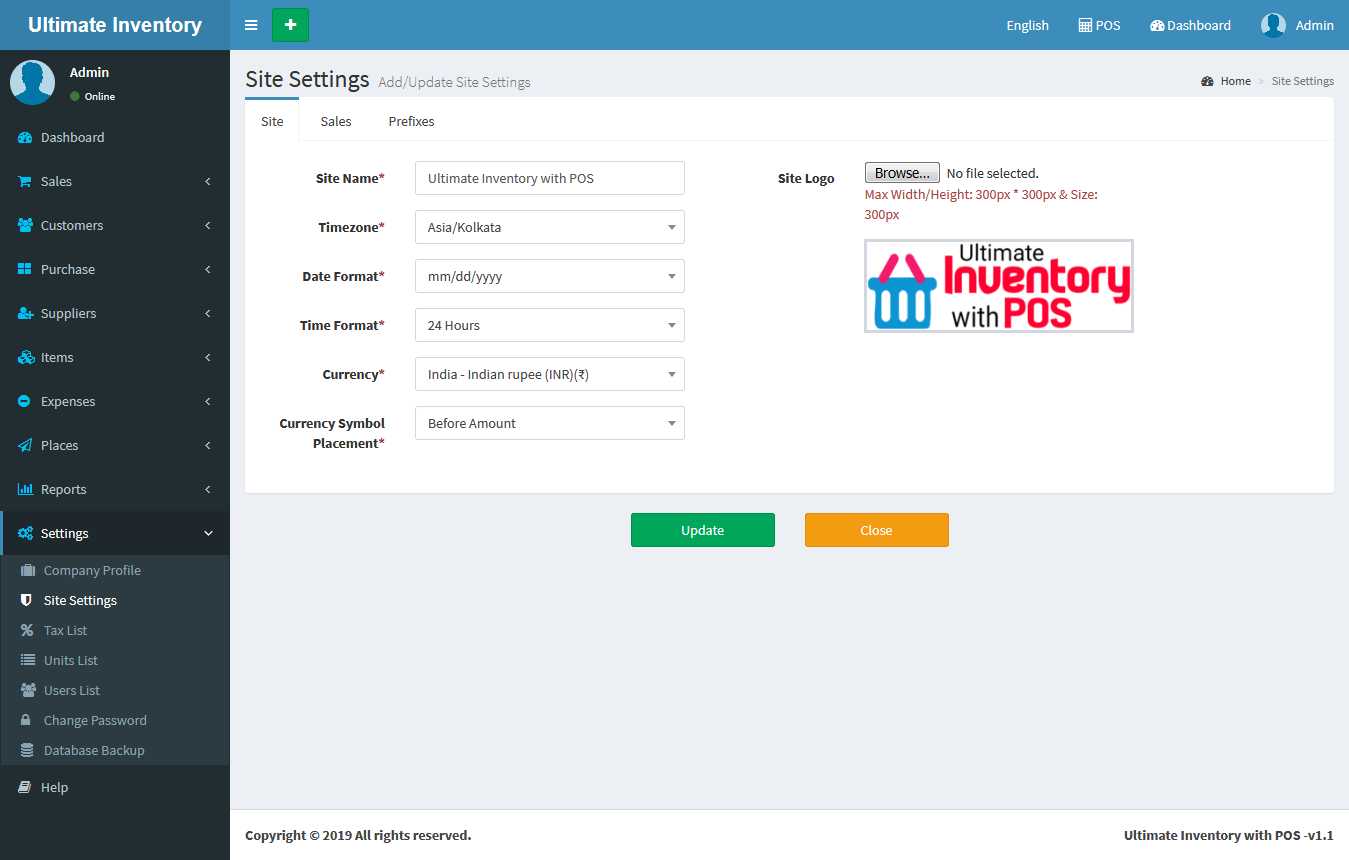 Ultimate Inventory
+
English
POS
Dashboard
Admin
Admin
Online
Dashboard
Sales
Customers
Purchase
Suppliers
Items
Expenses
Places
Reports
Settings
Company Profile
Site Settings
Tax List
Units List
Users List
Change Password
Database Backup
Help
Site Settings Add/Update Site Settings
Home > Site Settings
Site
Sales
Prefixes
Site Name* Ultimate Inventory with POS
Timezone* Asia/Kolkata
Date Format* mm/dd/yyyy
Time Format* 24 Hours
Currency* India - Indian rupee (INR)(₹)
Currency Symbol
Placement*
Before Amount
Site Logo Browse... No file selected.
Max Width/Height: 300px * 300px & Size:
300px
Ultimate
Inventory
with POS
Update
Close
Copyright © 2019 All rights reserved.
Ultimate Inventory with POS -v1.1